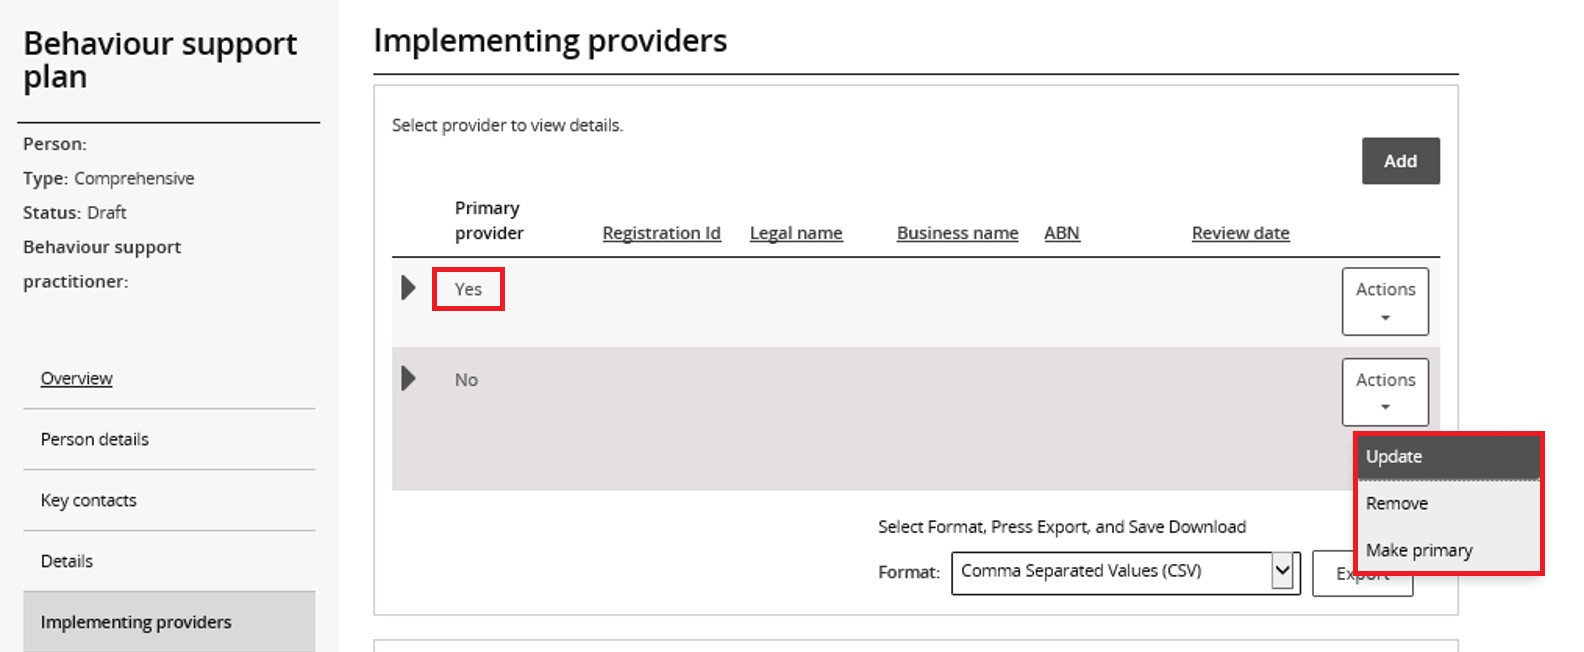 Behaviour support
plan
Person:
Type: Comprehensive
Status: Draft
Behaviour support
practitioner:
Overview
Person details
Key contacts
Details
Implementing providers
Implementing providers
Select provider to view details.
Add
Primary
provider
Registration Id
Legal name
Business name
ABN
Review date
Yes
Actions
No
Actions
Update
Remove
Make primary
Select Format, Press Export, and Save Download
Format:
Comma Separated Values (CSV)
Export